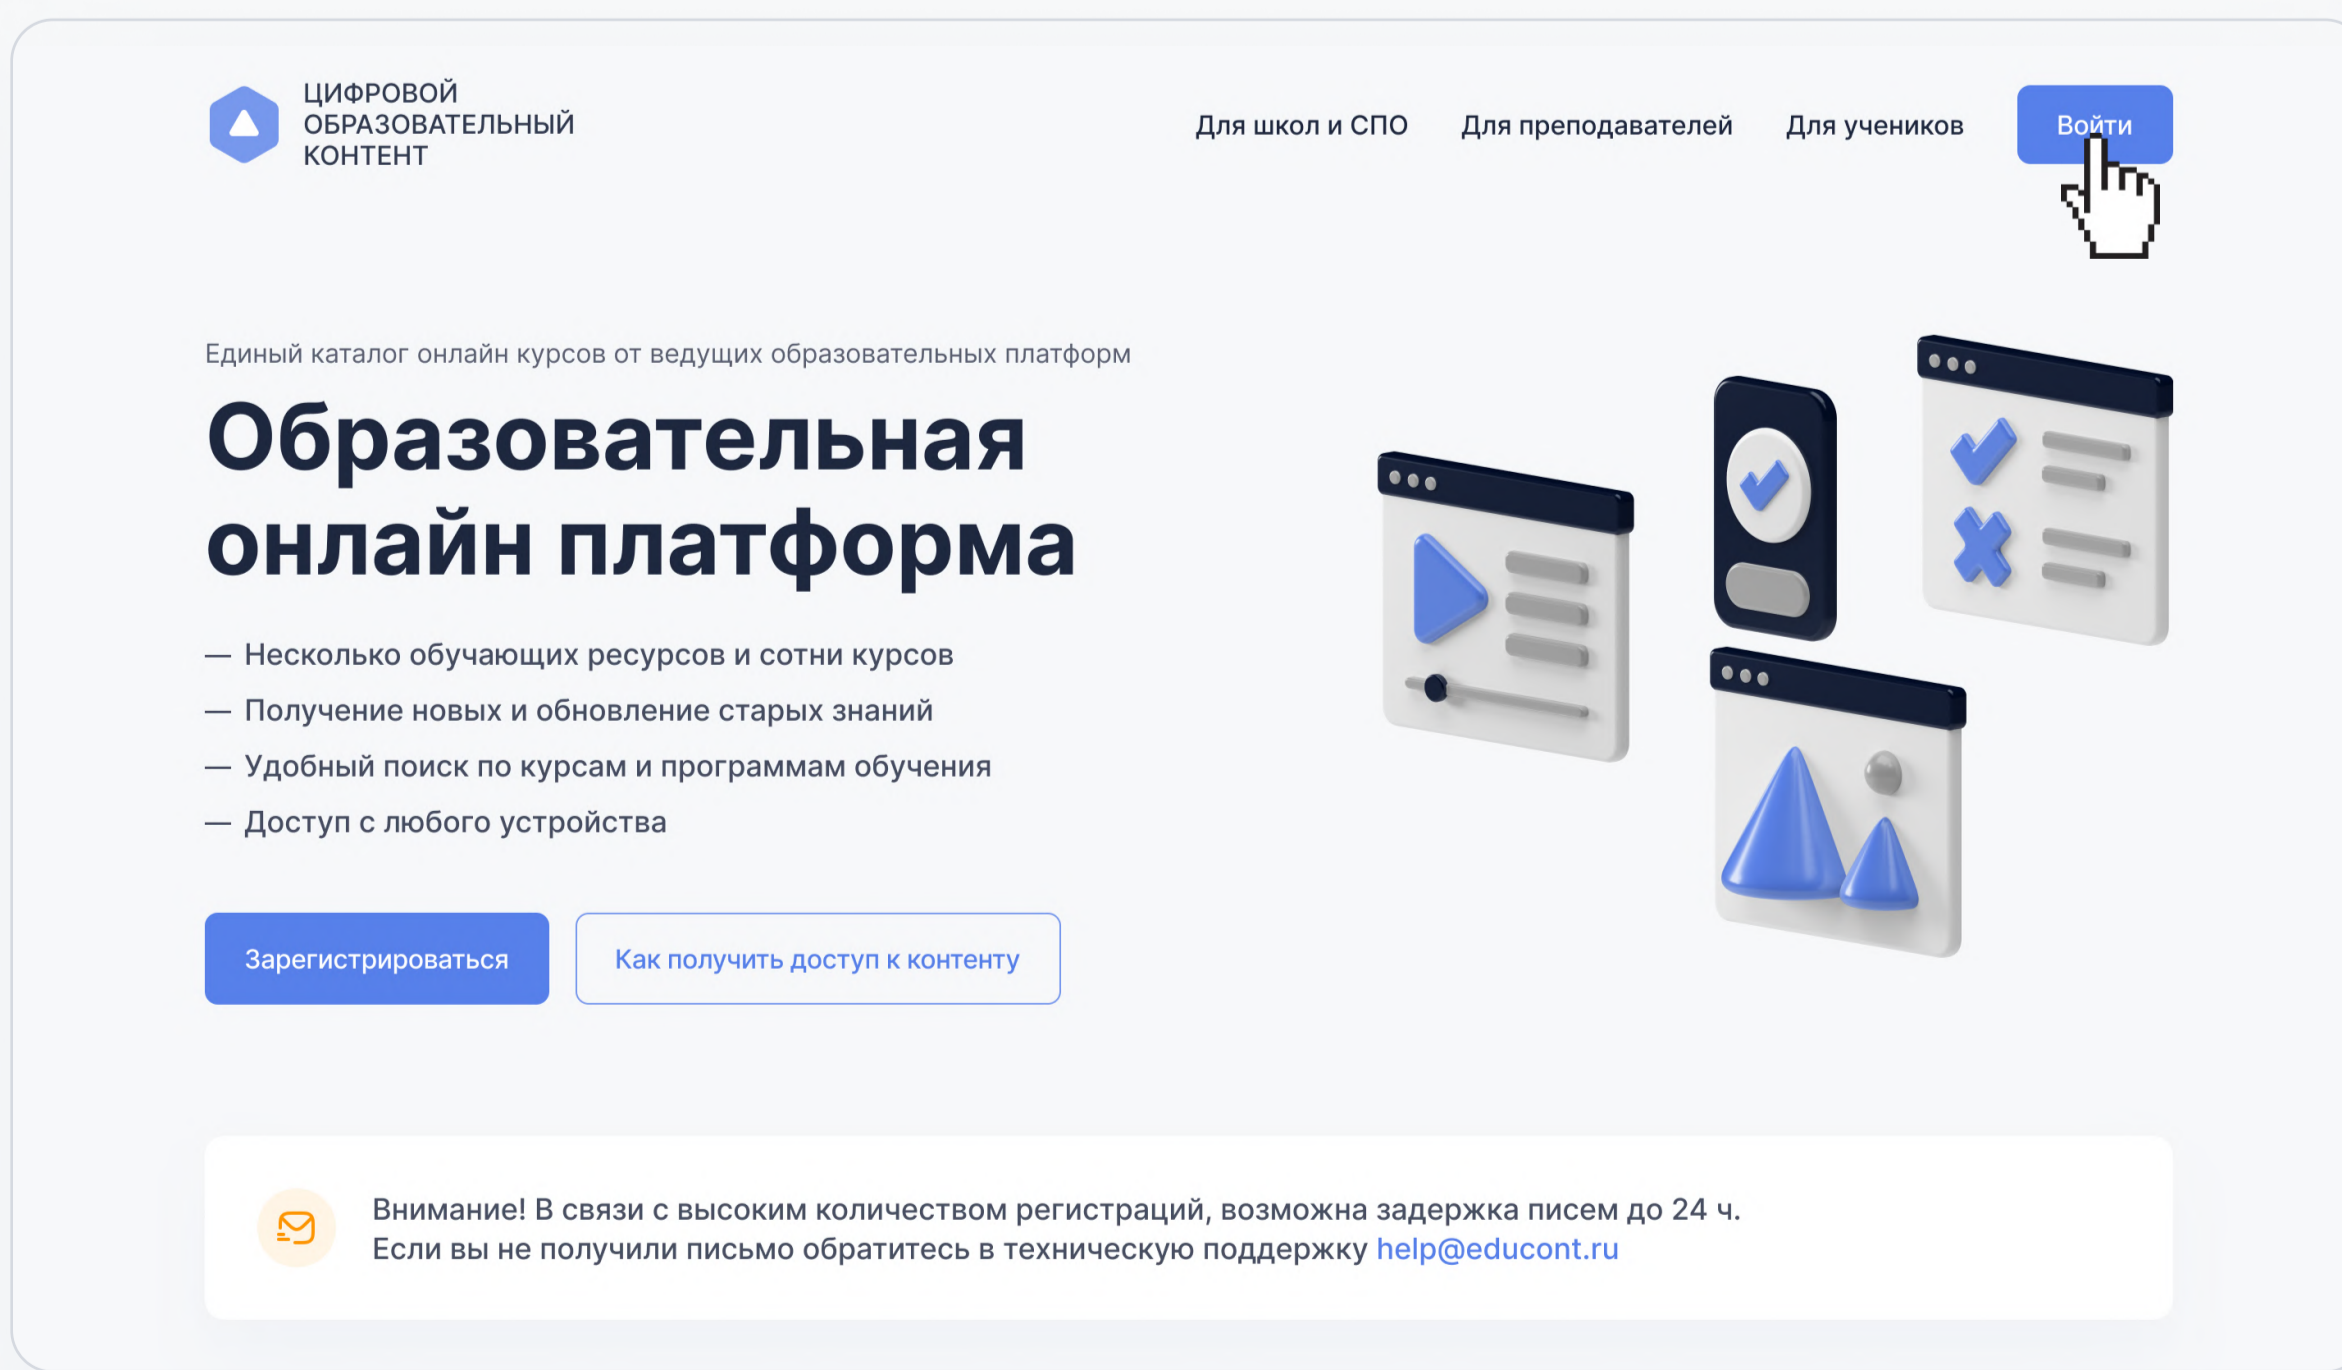 ЦИФРОВОЙ
ОБРАЗОВАТЕЛЬНЫЙ
КОНТЕНТ
Для школ и СПО
Для преподавателей
Для учеников
Войти
Единый каталог онлайн курсов от ведущих образовательных платформ
Образовательная
онлайн платформа
— Несколько обучающих ресурсов и сотни курсов
— Получение новых и обновление старых знаний
— Удобный поиск по курсам и программам обучения
— Доступ с любого устройства
Зарегистрироваться
Как получить доступ к контенту
Внимание! В связи с высоким количеством регистраций, возможна задержка писем до 24 ч.
Если вы не получили письмо обратитесь в техническую поддержку help@educont.ru